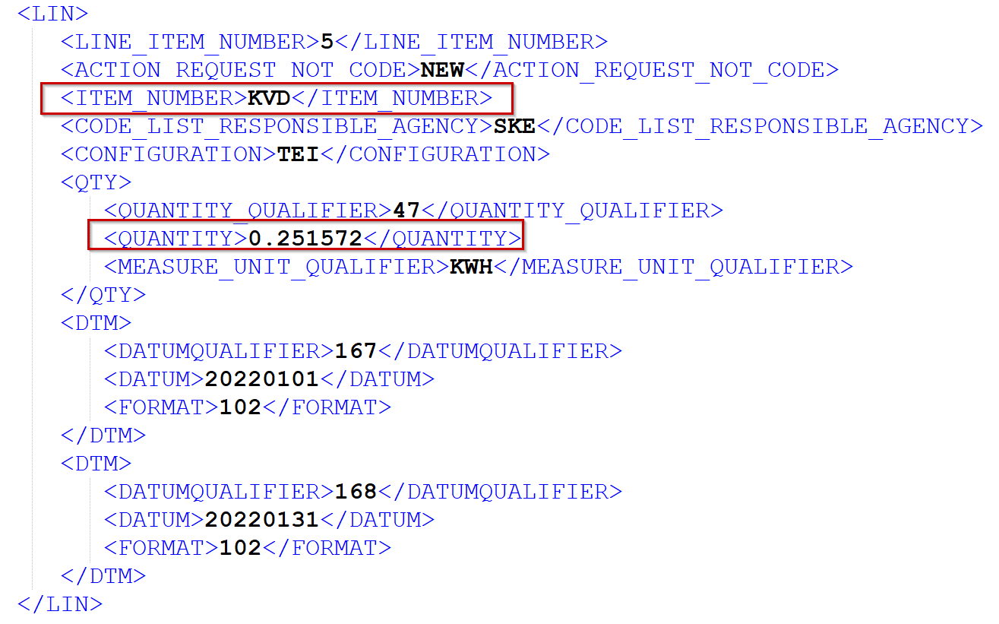 <LIN>
<LINE_ITEM_NUMBER>5</LINE_ITEM_NUMBER>
<ACTION_REQUEST_NOT_CODE>NEW</ACTION_REQUEST_NOT_CODE>
<ITEM_NUMBER>KVD</ITEM_NUMBER>
<CODE_LIST_RESPONSIBLE_AGENCY>SKE</CODE_LIST_RESPONSIBLE_AGENCY>
<CONFIGURATION>TEI</CONFIGURATION>
<QTY>
<QUANTITY_QUALIFIER>47</QUANTITY_QUALIFIER>
<QUANTITY>0.251572</QUANTITY>
<MEASURE_UNIT_QUALIFIER>KWH</MEASURE_UNIT_QUALIFIER>
</QTY>
<DTM>
<DATUMQUALIFIER>167</DATUMQUALIFIER>
<DATUM>20220101</DATUM>
<FORMAT>102</FORMAT>
</DTM>
<DTM>
<DATUMQUALIFIER>168</DATUMQUALIFIER>
<DATUM>20220131</DATUM>
<FORMAT>102</FORMAT>
</DTM>
</LIN>